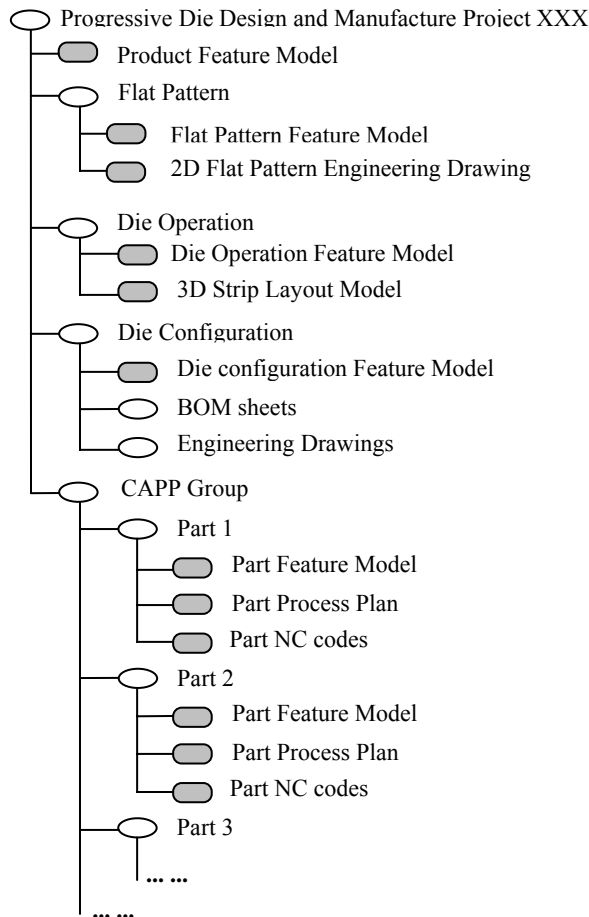 Progressive Die Design and Manufacture Project XXX
Product Feature Model
Flat Pattern
Flat Pattern Feature Model
2D Flat Pattern Engineering Drawing
Die Operation
Die Operation Feature Model
3D Strip Layout Model
Die Configuration
Die configuration Feature Model
BOM sheets
Engineering Drawings
CAPP Group
Part 1
Part Feature Model
Part Process Plan
Part NC codes
Part 2
Part Feature Model
Part Process Plan
Part NC codes
Part 3
... ...
... ...